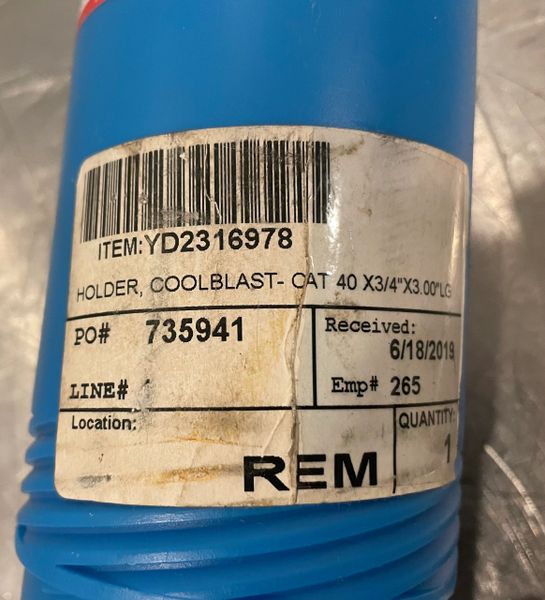 ITEM:YD2316978
HOLDER, COOLBLAST- CAT 40 X3/4"X3.00"LG
PO# 735941
Received:
6/18/2019
LINE#
Emp# 265
Location:
QUANTITY:
REM
1